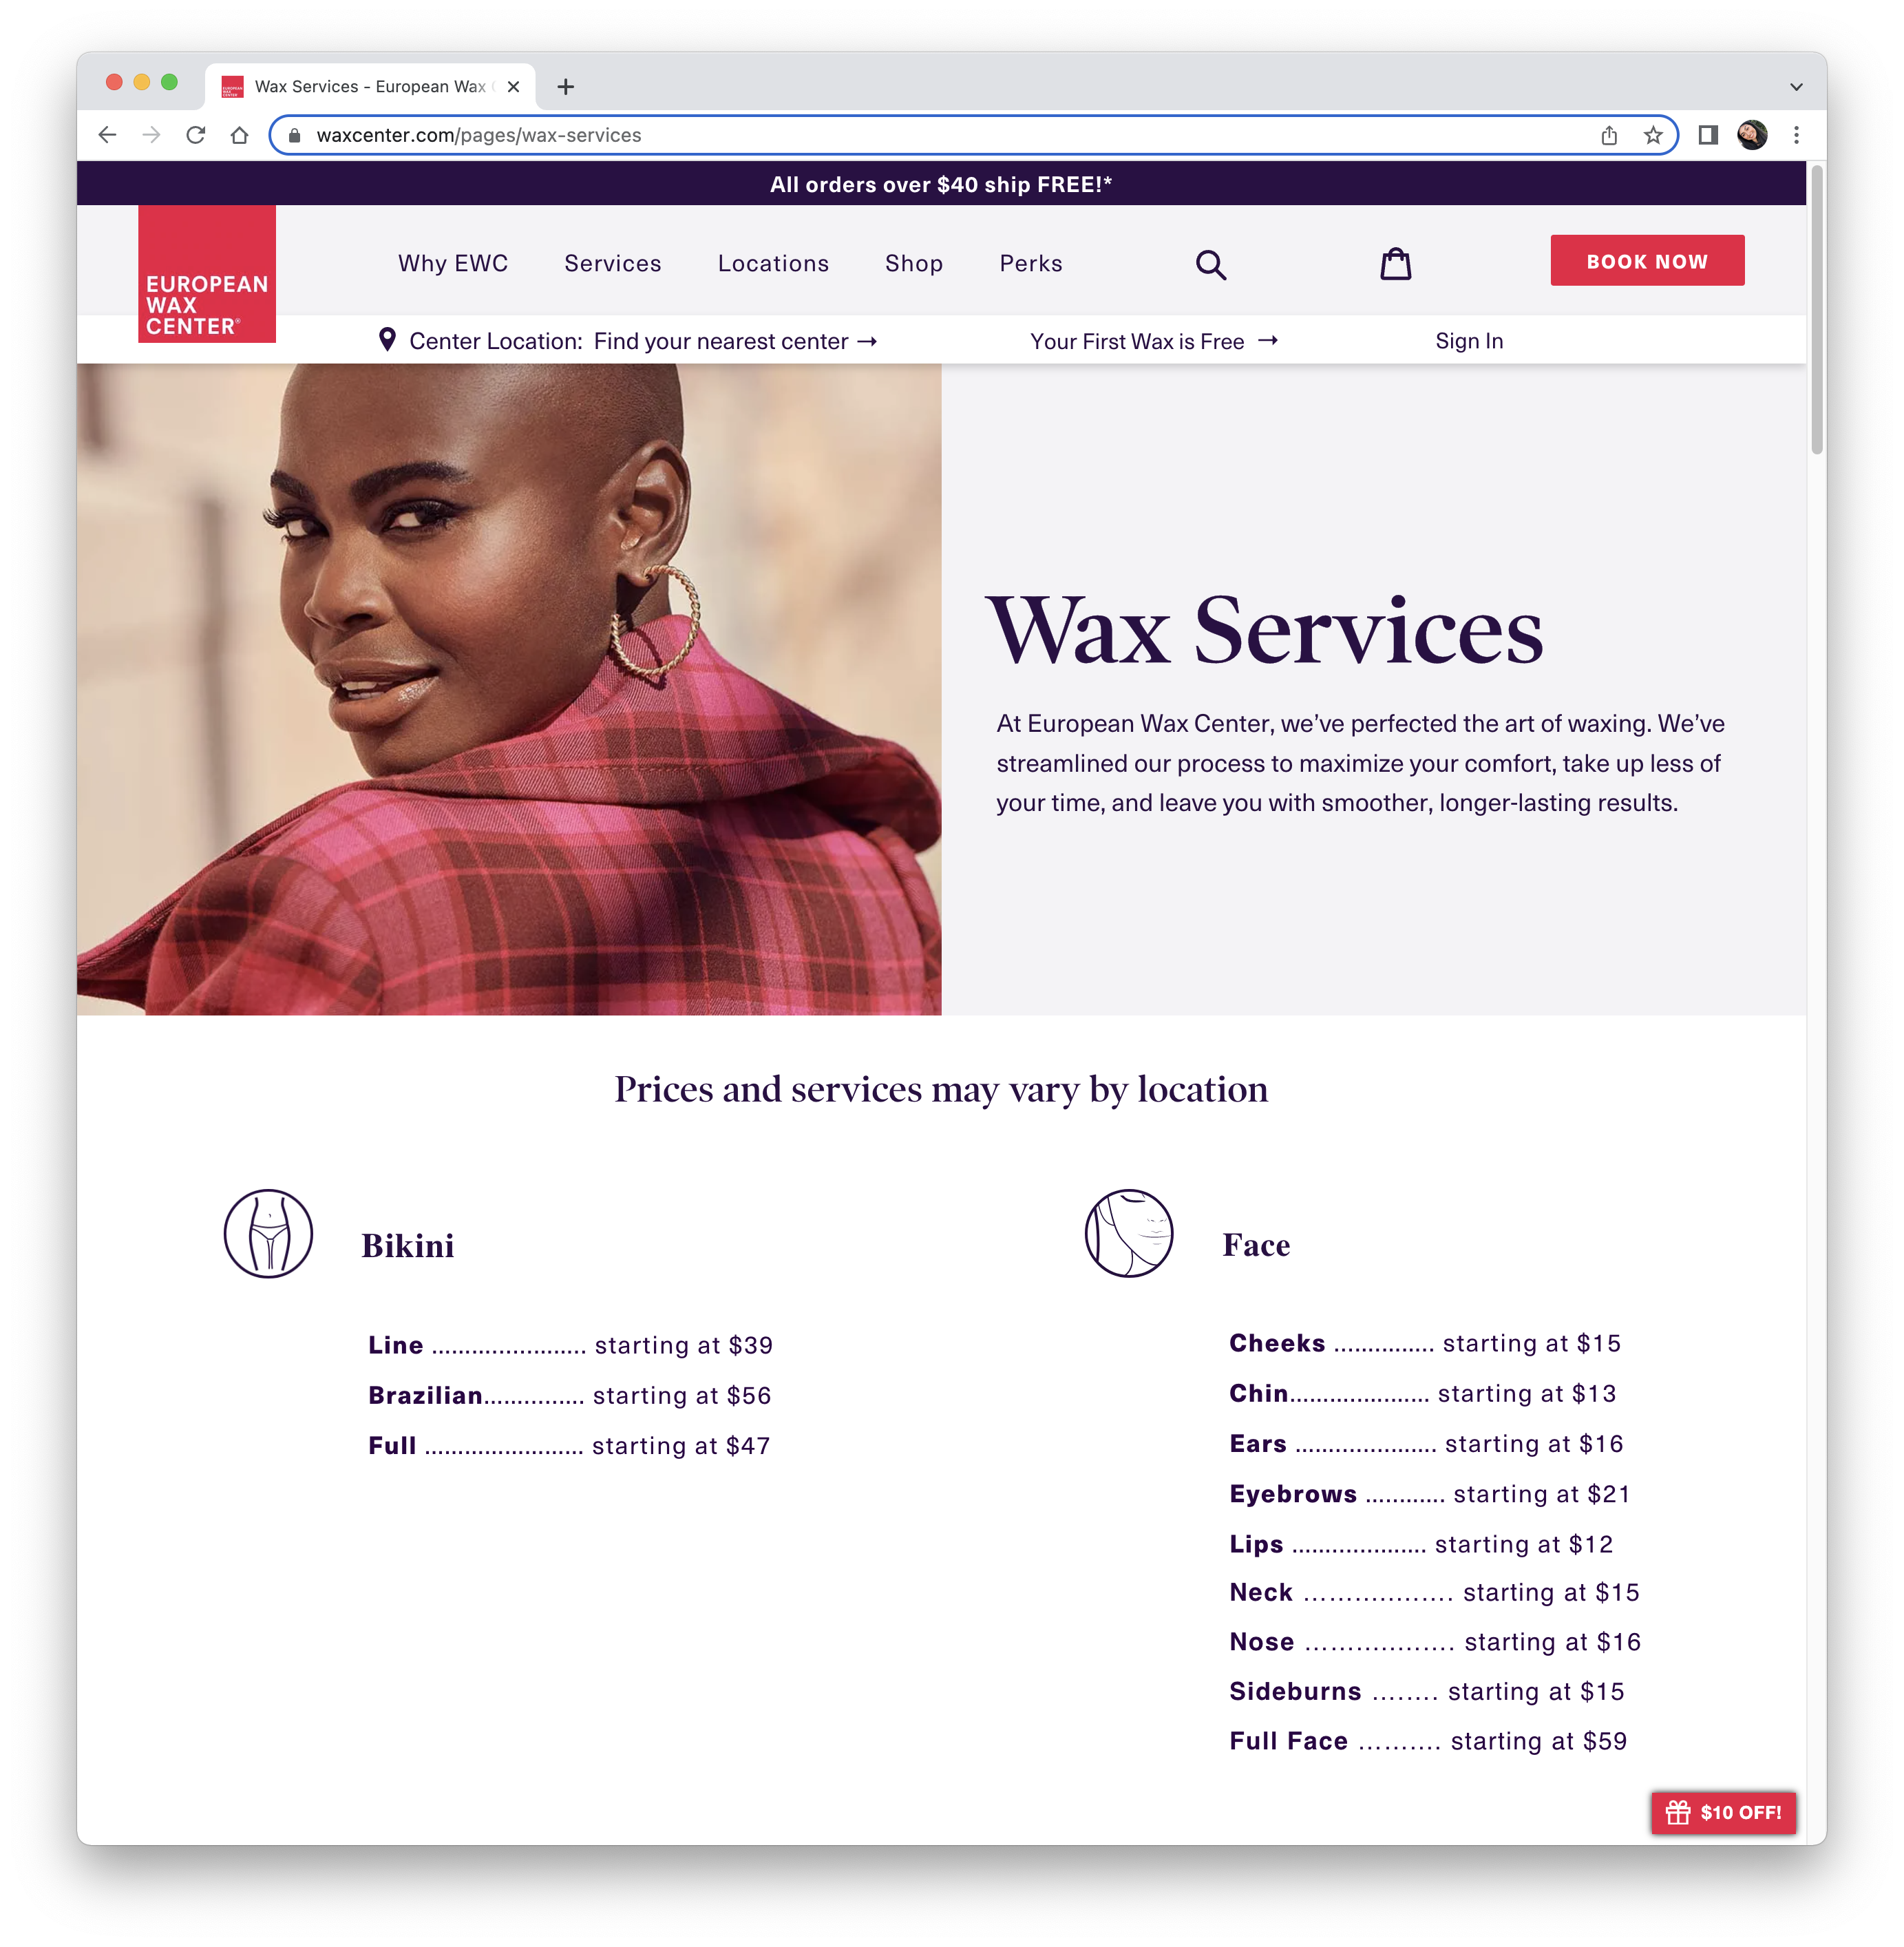 Wax Services - European Wax
waxcenter.com/pages/wax-services
All orders over $40 ship FREE!*
EUROPEAN
WAX
CENTER®
Why EWC
Services
Locations
Shop
Perks
BOOK NOW
Center Location: Find your nearest center →
Your First Wax is Free →
Sign In
Wax Services
At European Wax Center, we’ve perfected the art of waxing. We’ve
streamlined our process to maximize your comfort, take up less of
your time, and leave you with smoother, longer-lasting results.
Prices and services may vary by location
Bikini
Line ....................... starting at $39
Brazilian............... starting at $56
Full ........................ starting at $47
Face
Cheeks ............... starting at $15
Chin..................... starting at $13
Ears ..................... starting at $16
Eyebrows ............ starting at $21
Lips .................... starting at $12
Neck ................. starting at $15
Nose ................. starting at $16
Sideburns ........ starting at $15
Full Face .......... starting at $59
$10 OFF!